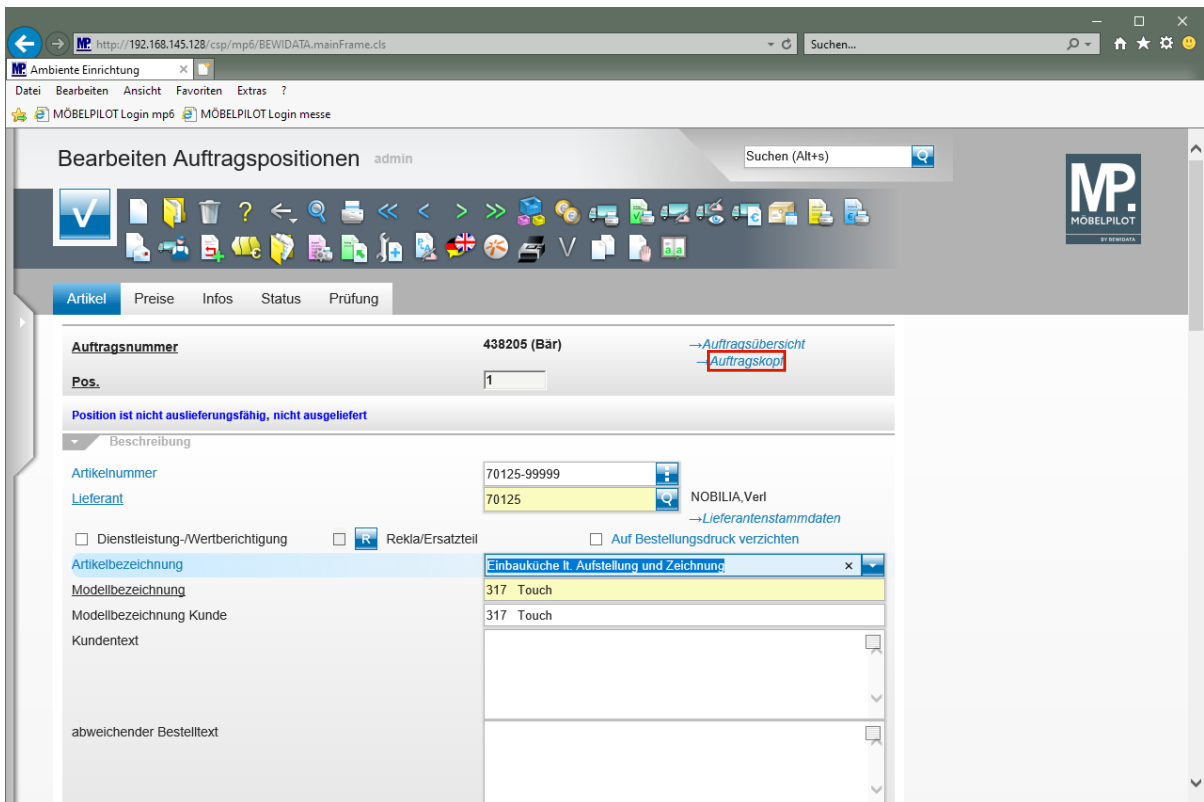 http://192.168.145.128/csp/mp6/BEWIDATA.mainFrame.cls
Suchen...
MP. Ambiente Einrichtung
Datei Bearbeiten Ansicht Favoriten Extras ?
MÖBELPILOT Login mp6 MÖBELPILOT Login messe
Bearbeiten Auftragspositionen admin
Suchen (Alt+s)
MP.
MÖBELPILOT
BY BEWIDATA
Artikel Preise Infos Status Prüfung
Auftragsnummer 438205 (Bär) →Auftragsübersicht
→Auftragskopf
Pos. 1
Position ist nicht auslieferungsfähig, nicht ausgeliefert
Beschreibung
Artikelnummer 70125-99999
Lieferant 70125 NOBILIA,Verl
→Lieferantenstammdaten
Dienstleistung-/Wertberichtigung R Rekla/Ersatzteil Auf Bestellungsdruck verzichten
Artikelbezeichnung Einbauküche lt. Aufstellung und Zeichnung
Modellbezeichnung 317 Touch
Modellbezeichnung Kunde 317 Touch
Kundentext
abweichender Bestelltext